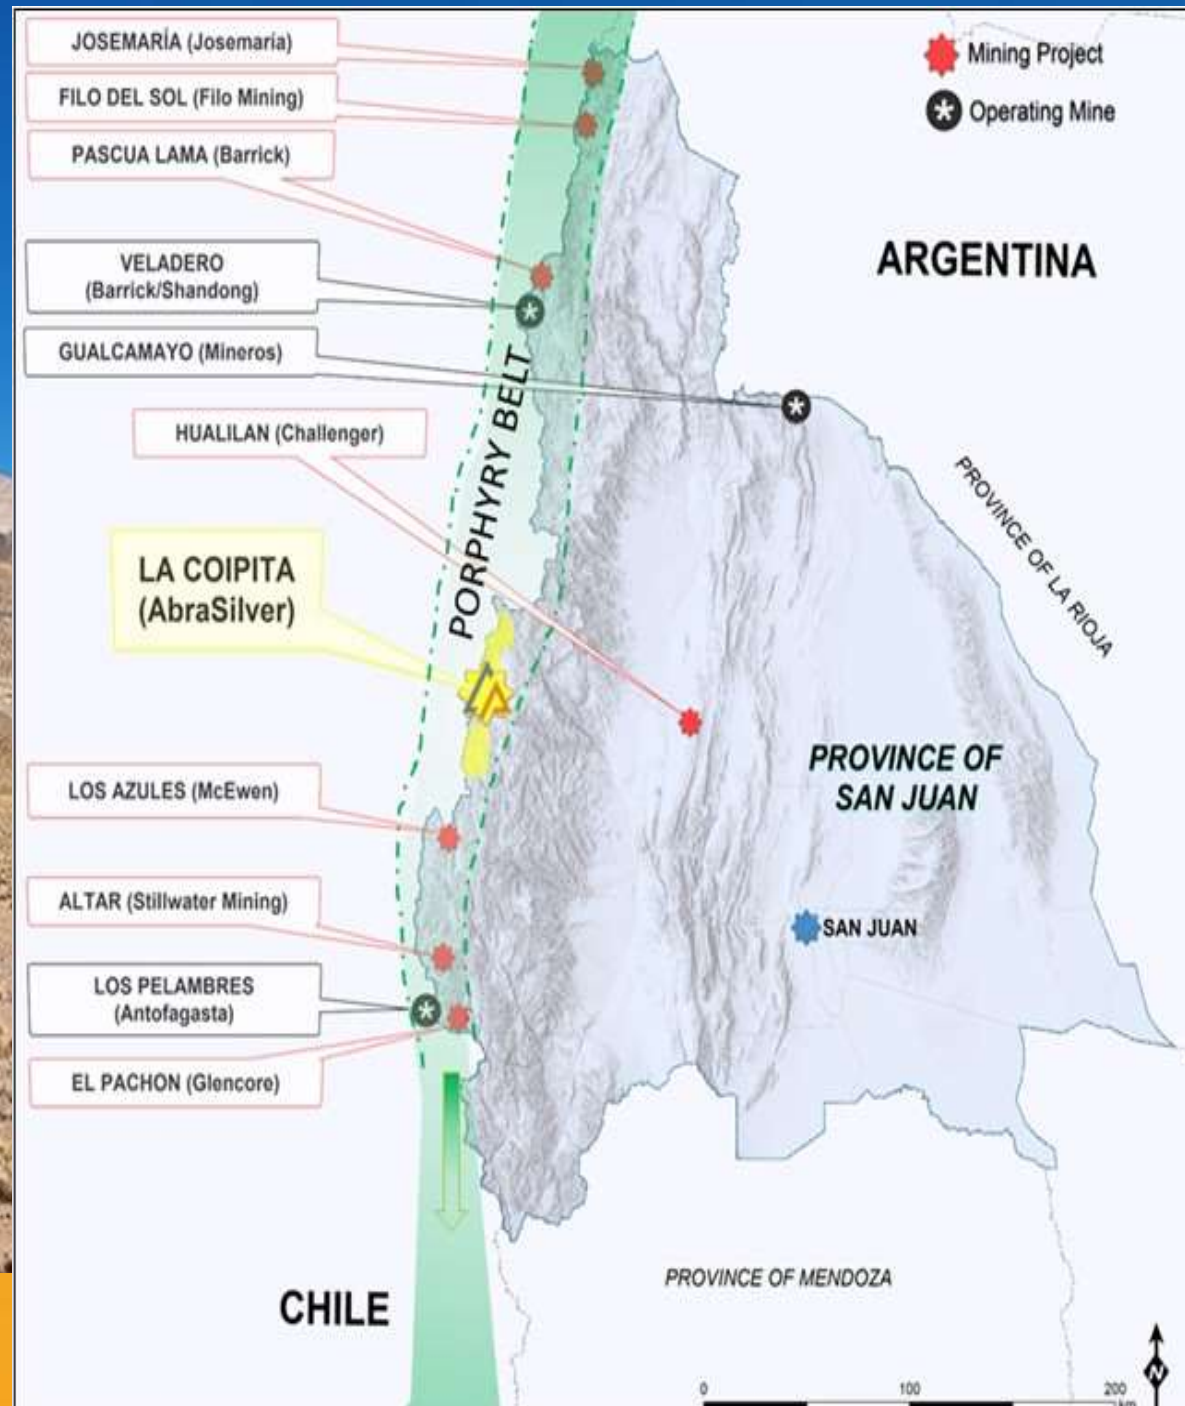 JOSEMARÍA (Josemaria)
FILO DEL SOL (Filo Mining)
PASCUA LAMA (Barrick)
VELADERO
(Barrick/Shandong)
GUALCAMAYO (Mineros)
HUALILAN (Challenger)
LA COIPITA
(AbraSilver)
LOS AZULES (McEwen)
ALTAR (Stillwater Mining)
LOS PELAMBRES
(Antofagasta)
EL PACHON (Glencore)
PORPHYRY BELT
Mining Project
Operating Mine
ARGENTINA
PROVINCE OF LA RIOJA
PROVINCE OF
SAN JUAN
SAN JUAN
PROVINCE OF MENDOZA
CHILE
0 100 200
km
N